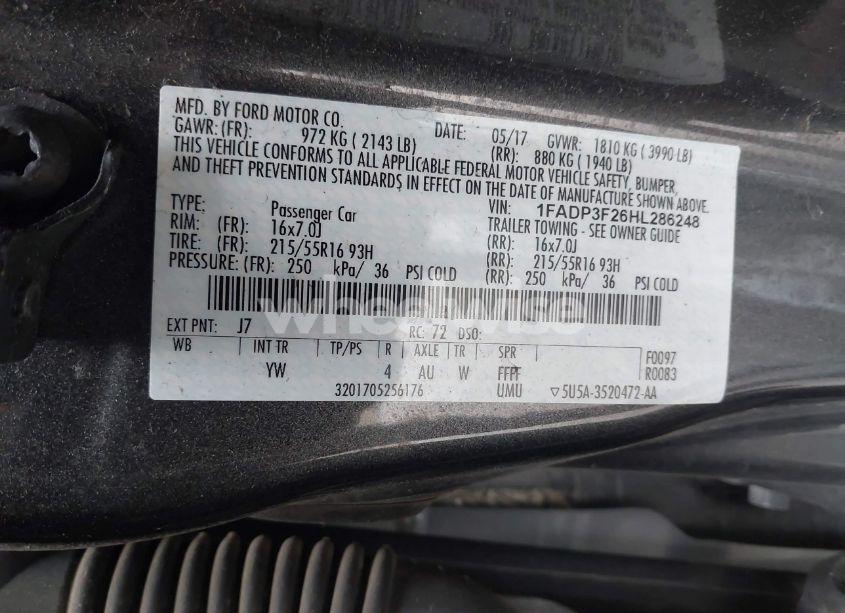 MFD. BY FORD MOTOR CO. DATE: 05/17 GVWR: 1810 KG ( 3990 LB)
GAWR: (FR): 972 KG ( 2143 LB) (RR): 880 KG ( 1940 LB)
THIS VEHICLE CONFORMS TO ALL APPLICABLE FEDERAL MOTOR VEHICLE SAFETY, BUMPER,
AND THEFT PREVENTION STANDARDS IN EFFECT ON THE DATE OF MANUFACTURE SHOWN ABOVE.
VIN: 1FADP3F26HL286248
TYPE: Passenger Car TRAILER TOWING - SEE OWNER GUIDE
RIM: (FR) 16x7.0J (RR): 16x7.0J
TIRE: (FR) 215/55R16 93H (RR): 215/55R16 93H
PRESSURE: (FR) 250 kPa/ 36 PSI COLD (RR): 250 kPa/ 36 PSI COLD
wheelwise
EXT PNT: J7 RC: 72 DSO:
WB INT TR TP/PS R AXLE TR SPR F0097
YW 4 AU W FFFF R0083
3201705256176 UMU ▽5U5A-3520472-AA